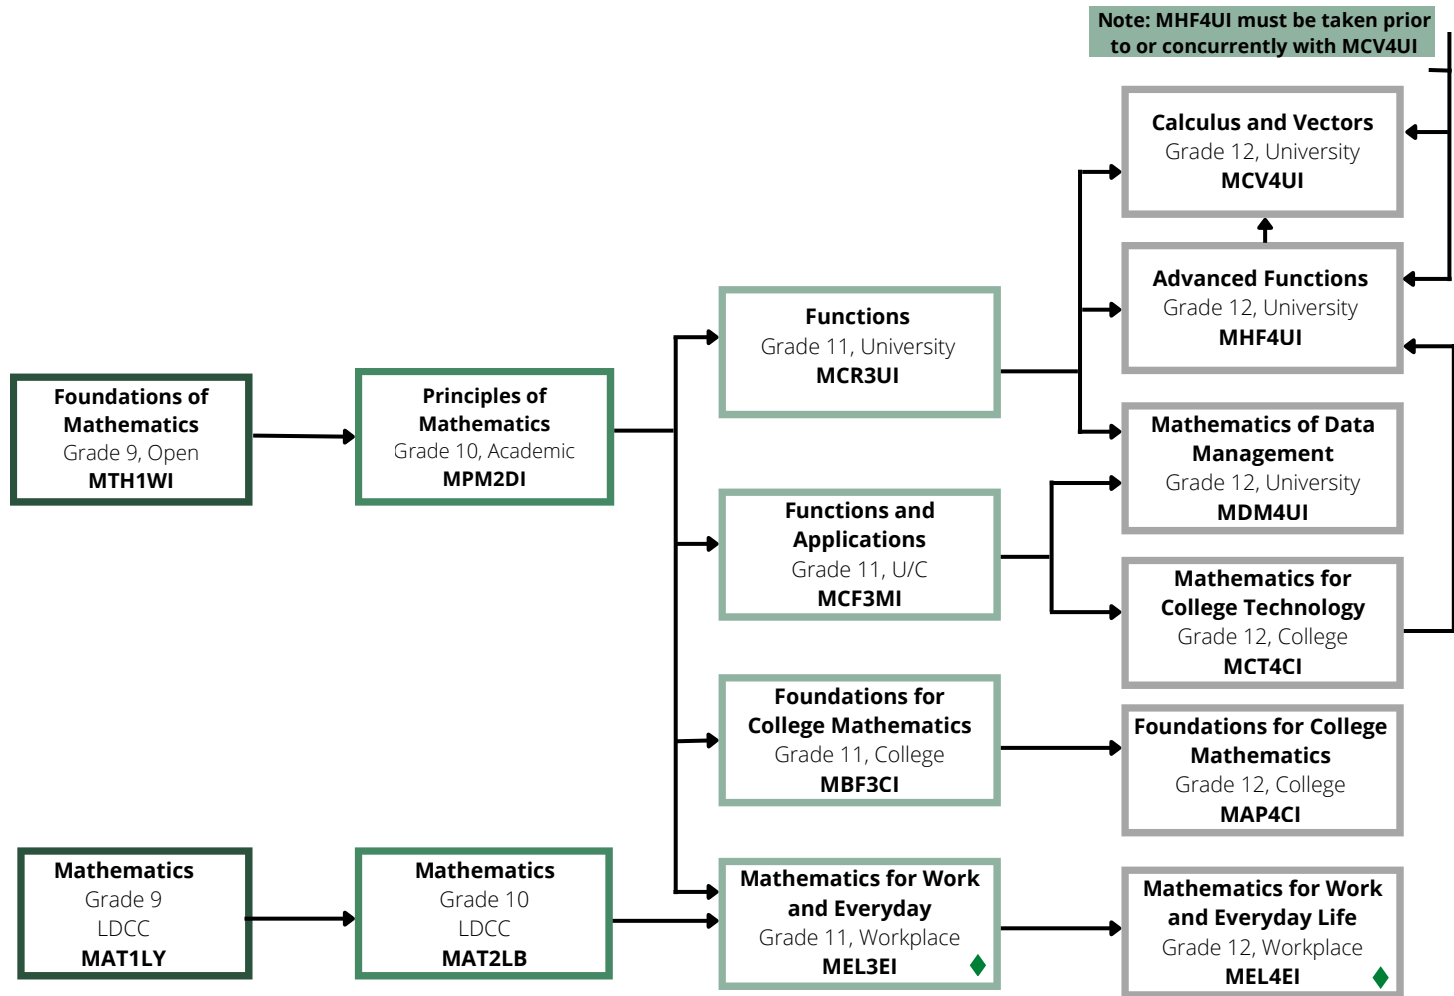 Note: MHF4UI must be taken prior
to or concurrently with MCV4UI
Calculus and Vectors
Grade 12, University
MCV4UI
Advanced Functions
Grade 12, University
MHF4UI
Functions
Grade 11, University
MCR3UI
Foundations of
Mathematics
Grade 9, Open
MTH1WI
Principles of
Mathematics
Grade 10, Academic
MPM2DI
Mathematics of Data
Management
Grade 12, University
MDM4UI
Functions and
Applications
Grade 11, U/C
MCF3MI
Mathematics for
College Technology
Grade 12, College
MCT4CI
Foundations for
College Mathematics
Grade 11, College
MBF3CI
Foundations for College
Mathematics
Grade 12, College
MAP4CI
Mathematics
Grade 9
LDCC
MAT1LY
Mathematics
Grade 10
LDCC
MAT2LB
Mathematics for Work
and Everyday
Grade 11, Workplace
MEL3EI
Mathematics for Work
and Everyday Life
Grade 12, Workplace
MEL4EI